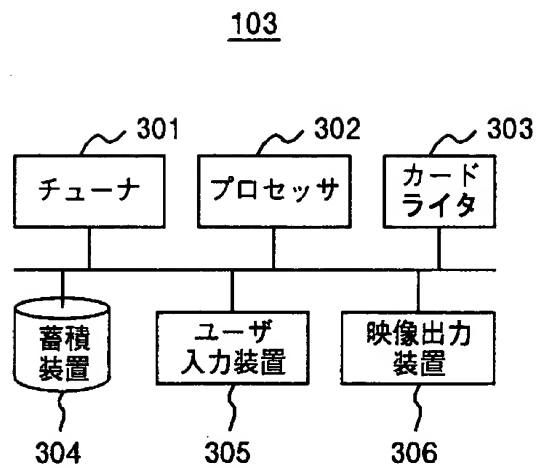 103
301
302
303
チューナ
プロセッサ
カード
ライタ
蓄積
装置
ユーザ
入力装置
映像出力
装置
304
305
306